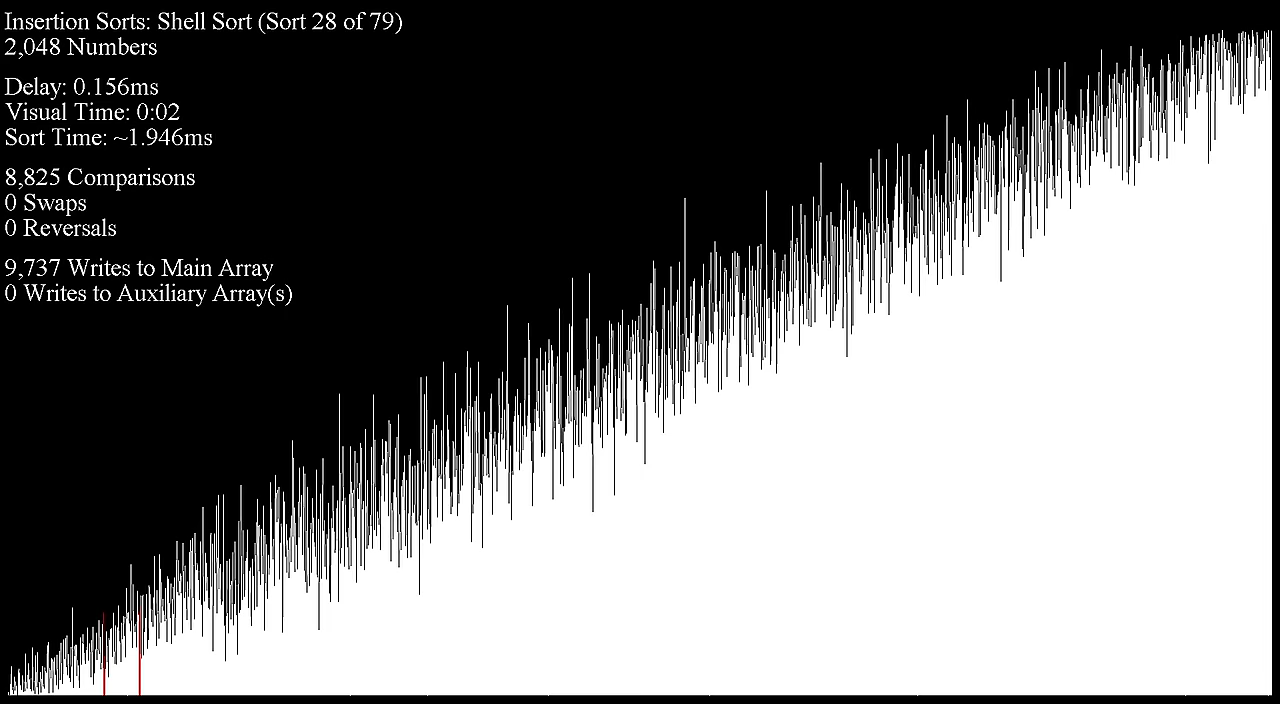 Insertion Sorts: Shell Sort (Sort 28 of 79)
2,048 Numbers
Delay: 0.156ms
Visual Time: 0:02
Sort Time: ~1.946ms
8,825 Comparisons
0 Swaps
0 Reversals
9,737 Writes to Main Array
0 Writes to Auxiliary Array(s)